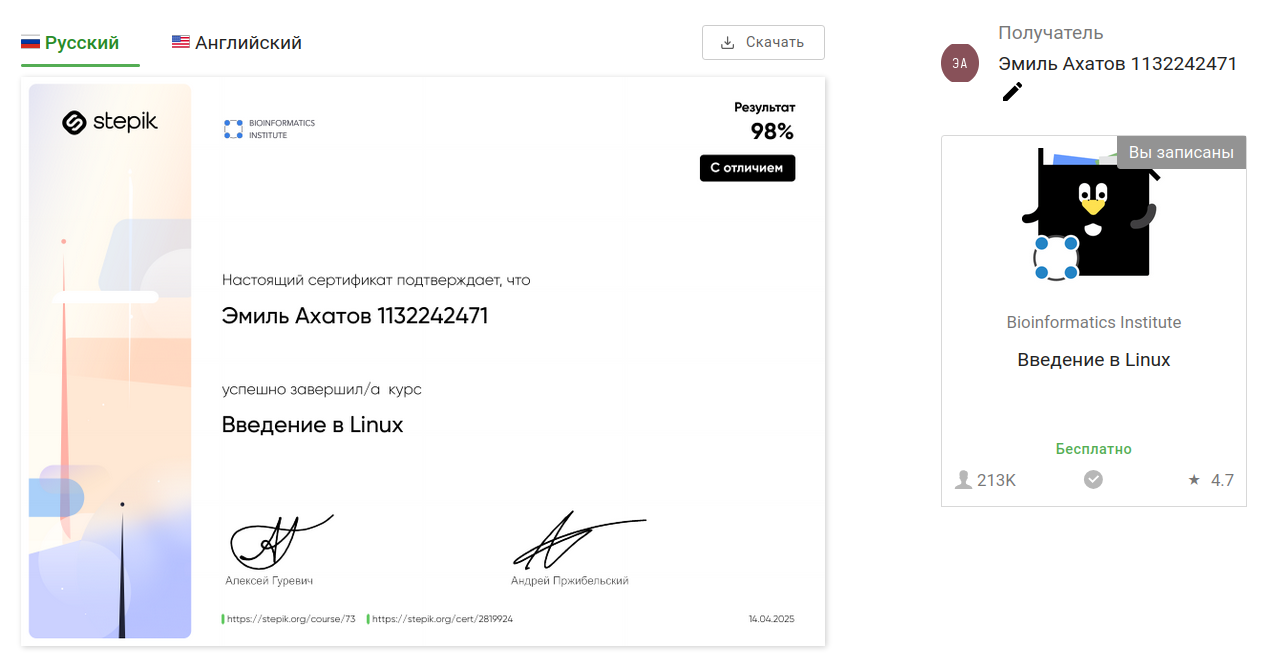 Русский
Английский
Скачать
stepik
BIOINFORMATICS
INSTITUTE
Результат
98%
С отличием
Настоящий сертификат подтверждает, что
Эмиль Ахатов 1132242471
успешно завершил/а курс
Введение в Linux
Алексей Гуревич
Андрей Пржибельский
https://stepik.org/course/73
https://stepik.org/cert/2819924
14.04.2025
Получатель
ЭА
Эмиль Ахатов 1132242471
Вы записаны
Bioinformatics Institute
Введение в Linux
Бесплатно
213K
4.7